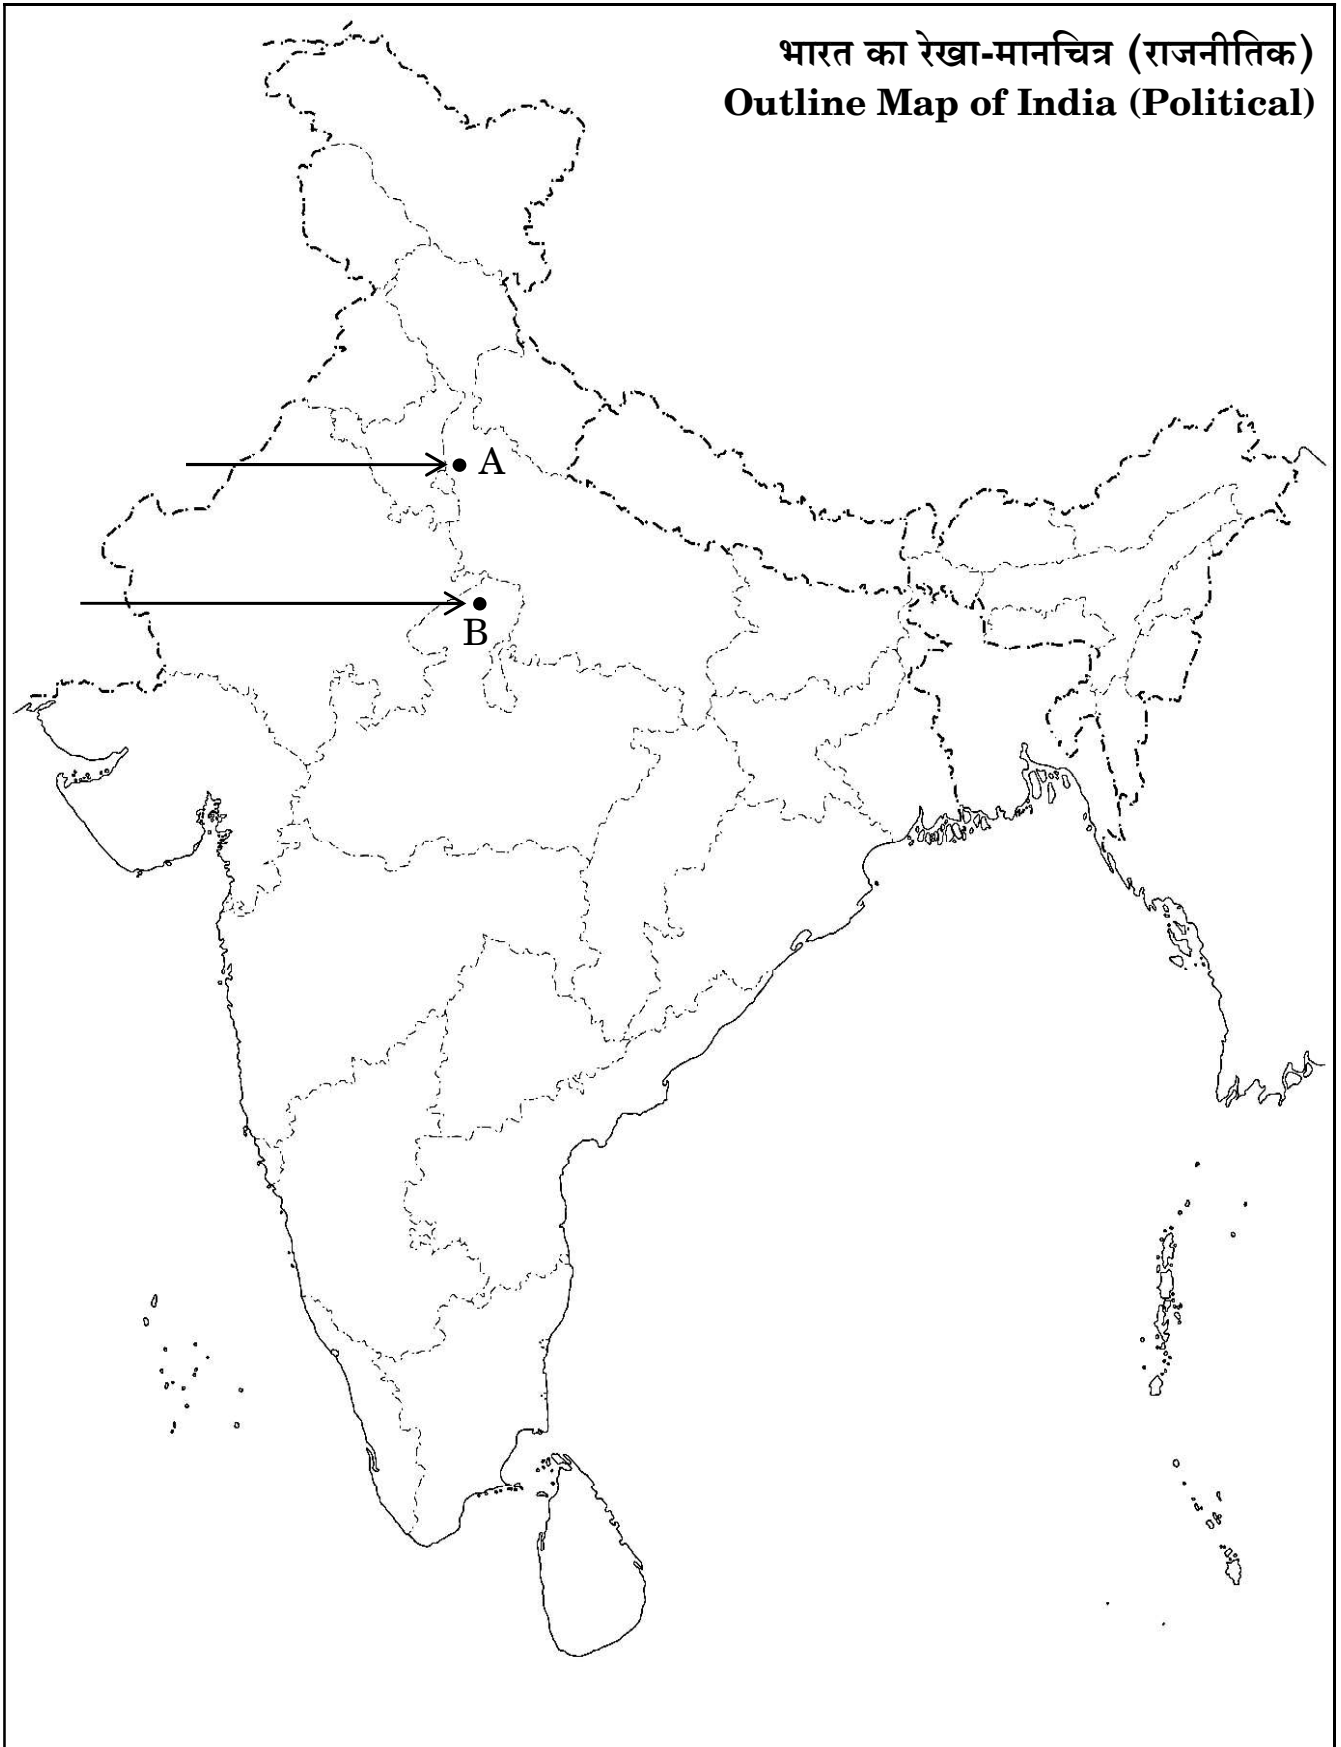 भारत का रेखा-मानचित्र (राजनीतिक)
Outline Map of India (Political)
A
B